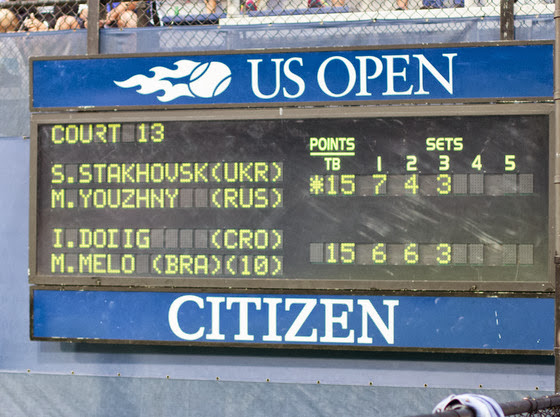 US OPEN
COURT 13
POINTS SETS
TB 1 2 3 4 5
S.STAKHOVSK(UKR)
M.YOUZHNY (RUS)
*15 7 4 3
I.DOIIG (CRO)
M.MELO (BRA)(10)
15 6 6 3
CITIZEN